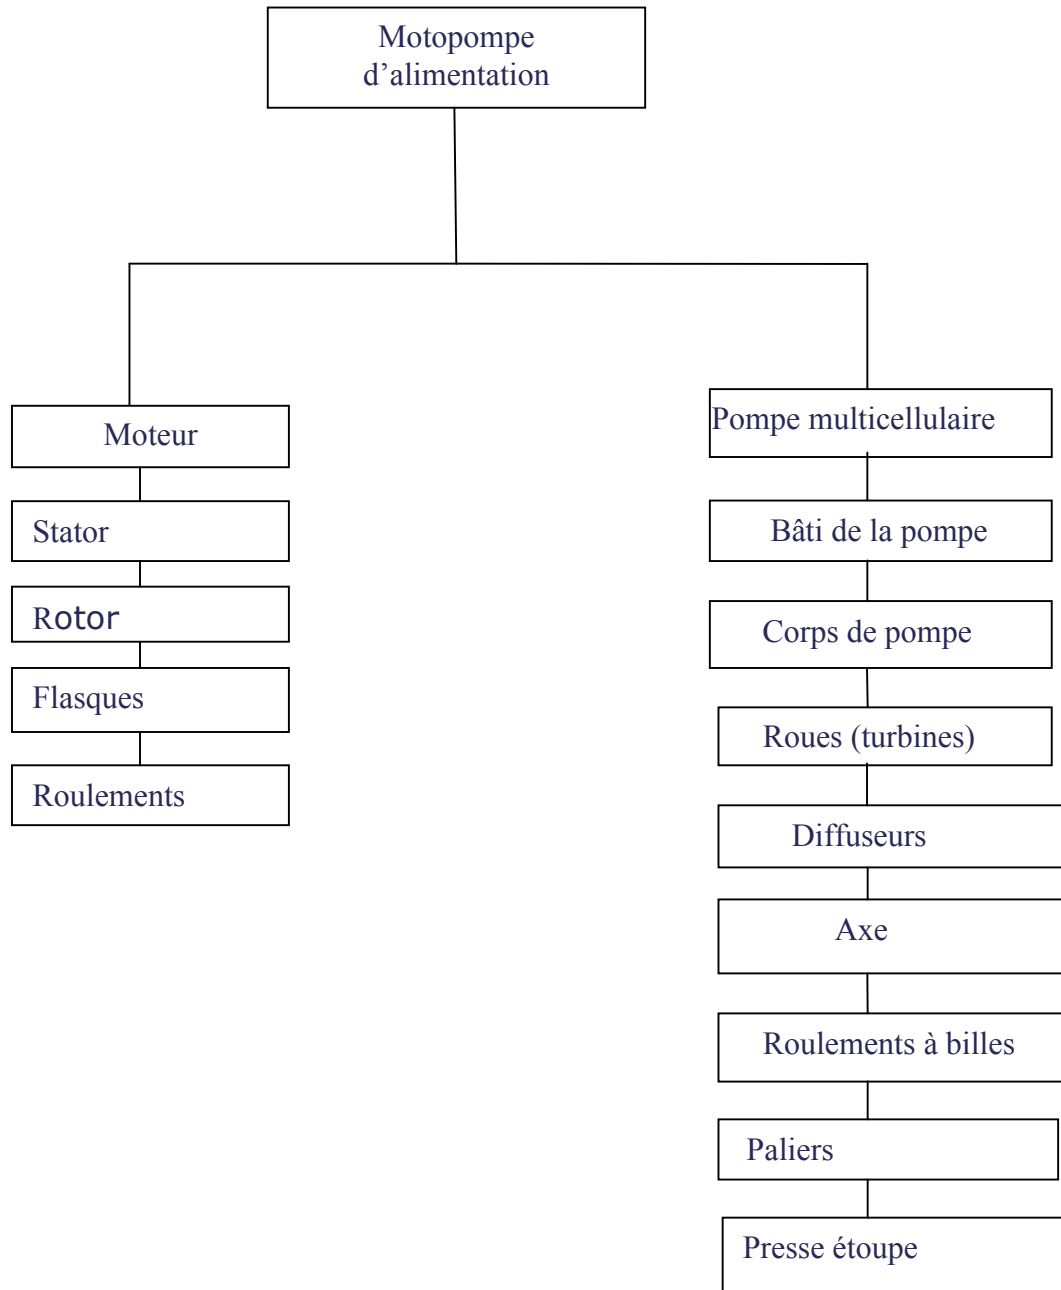 Motopompe
d’alimentation
Moteur
Stator
Rotor
Flasques
Roulements
Pompe multicellulaire
Bâti de la pompe
Corps de pompe
Roues (turbines)
Diffuseurs
Axe
Roulements à billes
Paliers
Presse étoupe